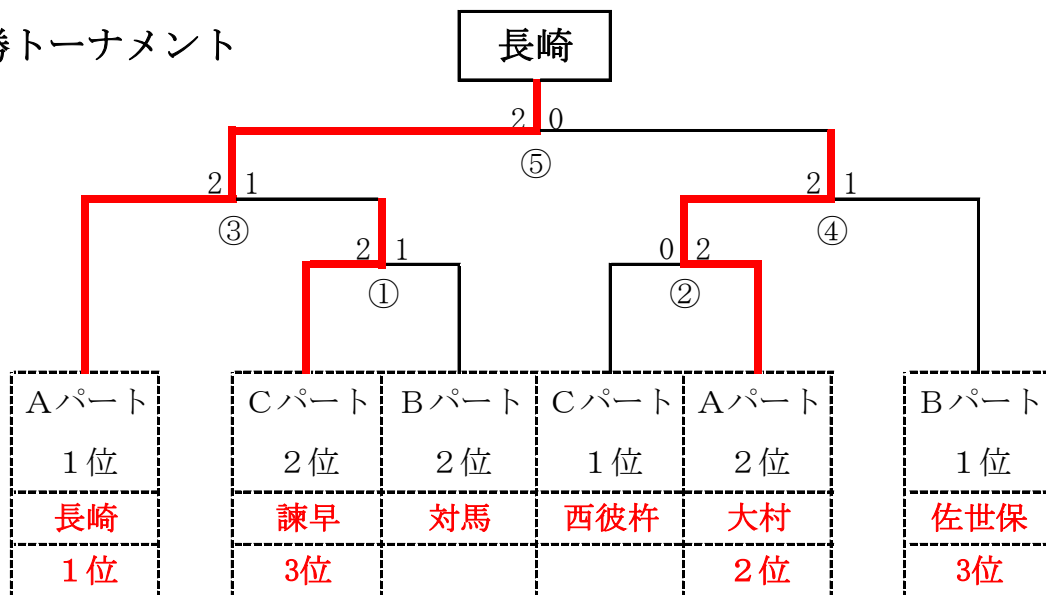 勝トーナメント
長崎
2 0
⑤
2 1
2 1
③
④
2 1
0 2
①
②
Aパート Cパート Bパート Cパート Aパート Bパート
1位 2位 2位 1位 2位 1位
長崎 諫早 対馬 西彼杵 大村 佐世保
1位 3位 2位 3位